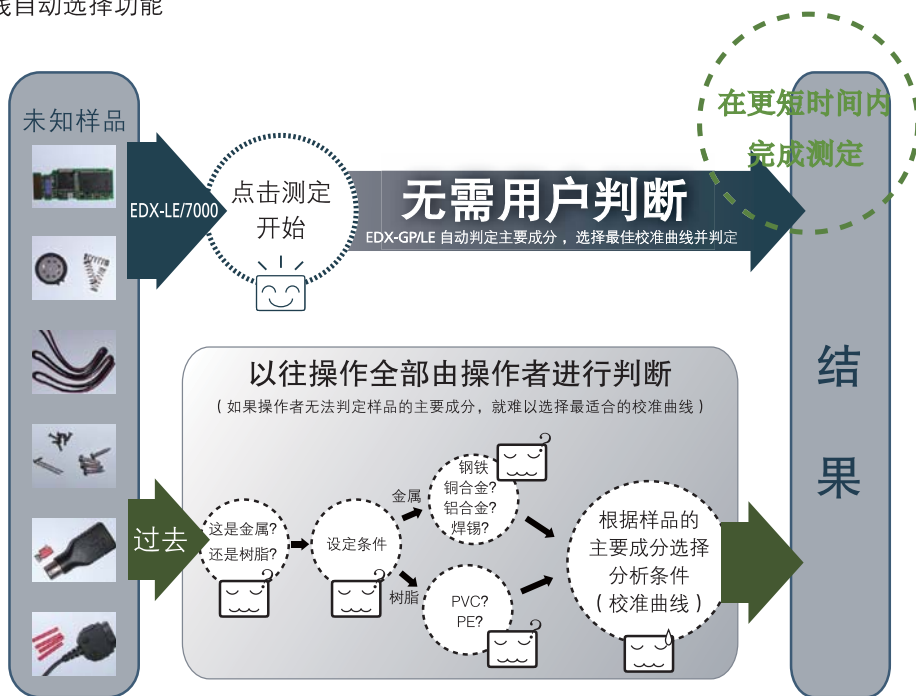 线自动选择功能
未知样品
EDX-LE/7000
点击测定
开始
无需用户判断
EDX-GP/LE 自动判定主要成分，选择最佳校准曲线并判定
在更短时间内
完成测定
结
果
以往操作全部由操作者进行判断
（如果操作者无法判定样品的主要成分，就难以选择最适合的校准曲线）
过去
这是金属?
还是树脂?
设定条件
金属
钢铁
铜合金?
铝合金?
焊锡?
树脂
PVC?
PE?
根据样品的
主要成分选择
分析条件
（校准曲线）